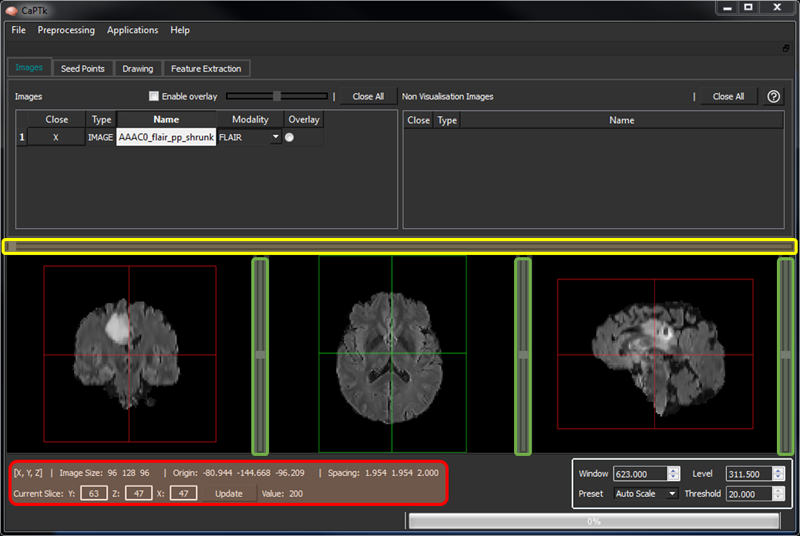 CaPTk
File Preprocessing Applications Help
Images Seed Points Drawing Feature Extraction
Images Enable overlay | Close All Non Visualisation Images | Close All ?
Close Type Name Modality Overlay Close Type Name
1 X IMAGE AAAC0_flair_pp_shrunk FLAIR
[X, Y, Z] | Image Size: 96 128 96 | Origin: -80.944 -144.668 -96.209 | Spacing: 1.954 1.954 2.000
Window 623.000 Level 311.500
Current Slice: Y: 63 Z: 47 X: 47 Update Value: 200
Preset Auto Scale Threshold 20.000
0%